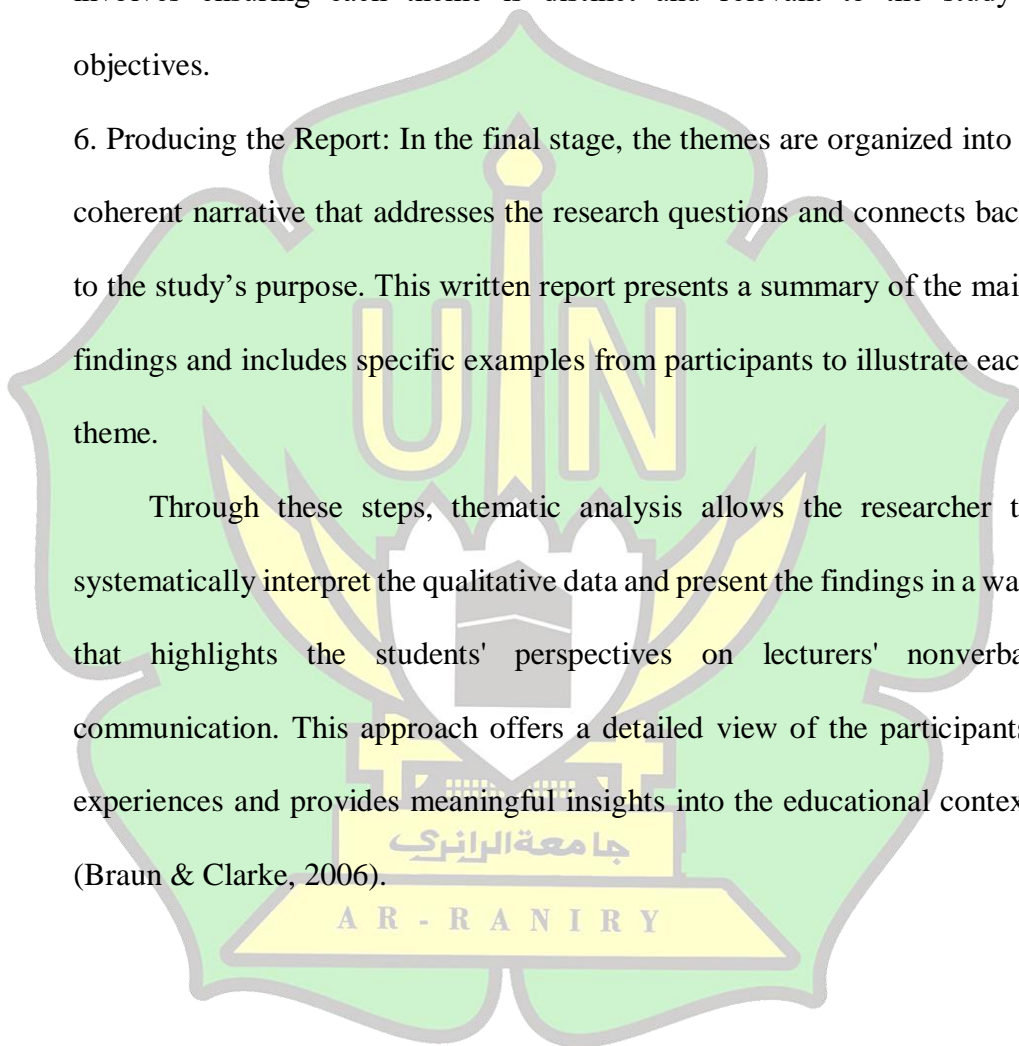 involves ensuring each theme is distinct and relevant to the study
objectives.
6. Producing the Report: In the final stage, the themes are organized into
coherent narrative that addresses the research questions and connects bac
to the study’s purpose. This written report presents a summary of the mai
findings and includes specific examples from participants to illustrate eac
theme.
UIN
Through these steps, thematic analysis allows the researcher t
systematically interpret the qualitative data and present the findings in a wa
that highlights the students' perspectives on lecturers' nonverba
communication. This approach offers a detailed view of the participants
experiences and provides meaningful insights into the educational contex
جامعة الرانري
(Braun & Clarke, 2006).
AR-RANIRY